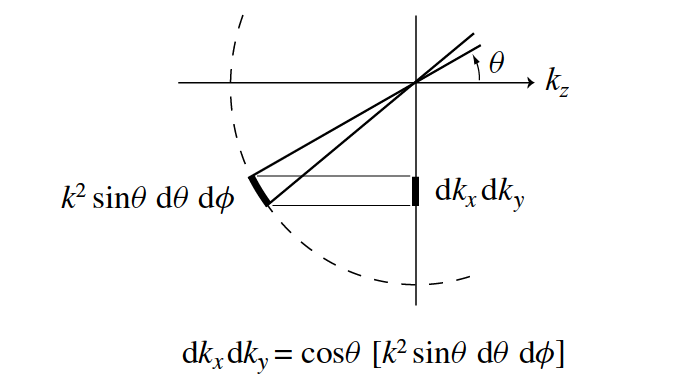 θ
k_z
k² sinθ dθ dϕ
dk_x dk_y
dk_x dk_y = cosθ [k² sinθ dθ dϕ]